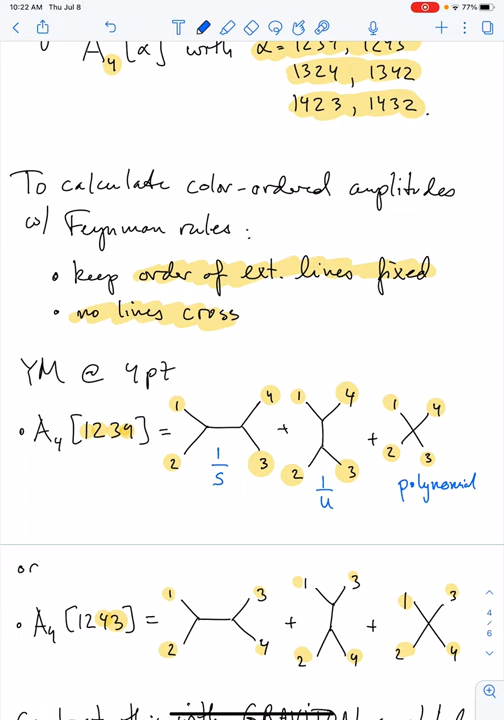 10:22 AM Thu Jul 8
77%
A₄ [α] with α = 1234, 1243
1324, 1342
1423, 1432.
To calculate color-ordered amplitudes
w/ Feynman rules:
• keep order of ext. lines fixed
• no lines cross
YM @ 4pt
• A₄ [1234] = 1 2 3 4 + 1 2 3 4 + 1 2 3 4
1/s 1/u polynomial
or
• A₄ [1243] = 1 2 3 4 + 1 2 3 4 + 1 2 3 4
4
/
6
this with GRAVITON